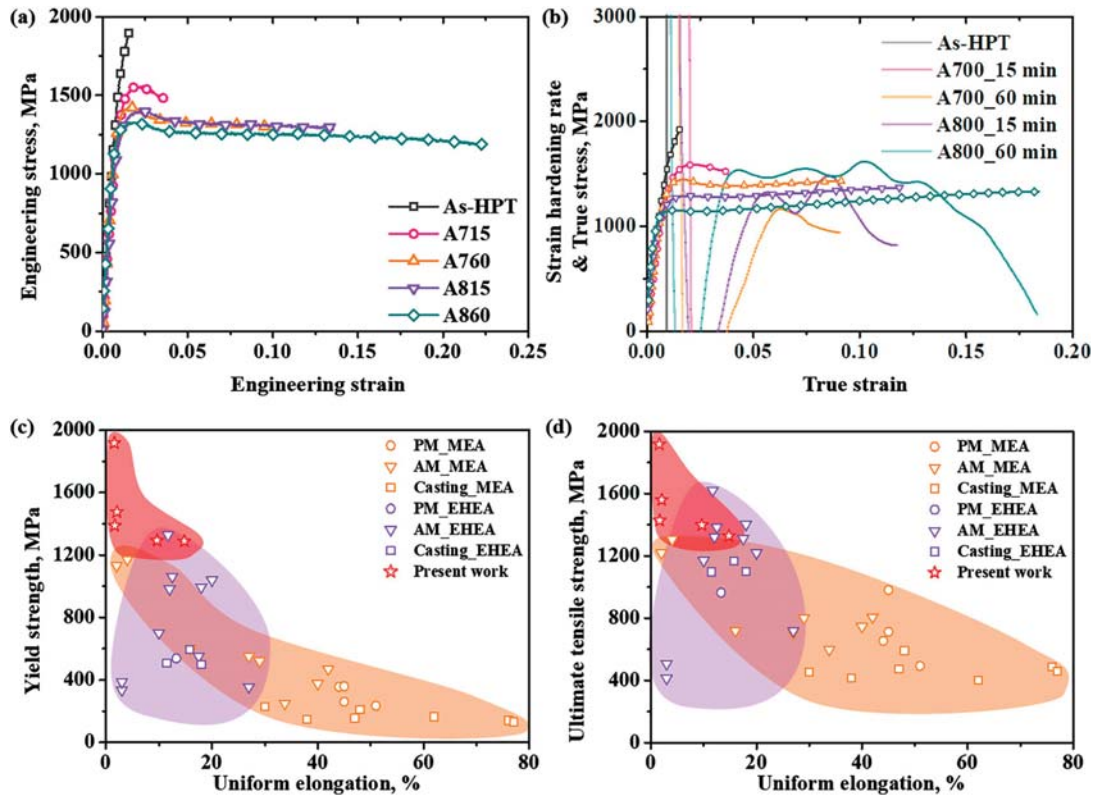 (a)
2000
1500
1000
500
0
Engineering stress, MPa
As-HPT
A715
A760
A815
A860
0.00 0.05 0.10 0.15 0.20 0.25
Engineering strain
(b)
3000
2000
1000
0
Strain hardening rate
& True stress, MPa
As-HPT
A700_15 min
A700_60 min
A800_15 min
A800_60 min
0.00 0.05 0.10 0.15 0.20
True strain
(c)
2000
1600
1200
800
400
0
Yield strength, MPa
PM_MEA
AM_MEA
Casting_MEA
PM_EHEA
AM_EHEA
Casting_EHEA
Present work
0 20 40 60 80
Uniform elongation, %
(d)
2000
1600
1200
800
400
0
Ultimate tensile strength, MPa
PM_MEA
AM_MEA
Casting_MEA
PM_EHEA
AM_EHEA
Casting_EHEA
Present work
0 20 40 60 80
Uniform elongation, %